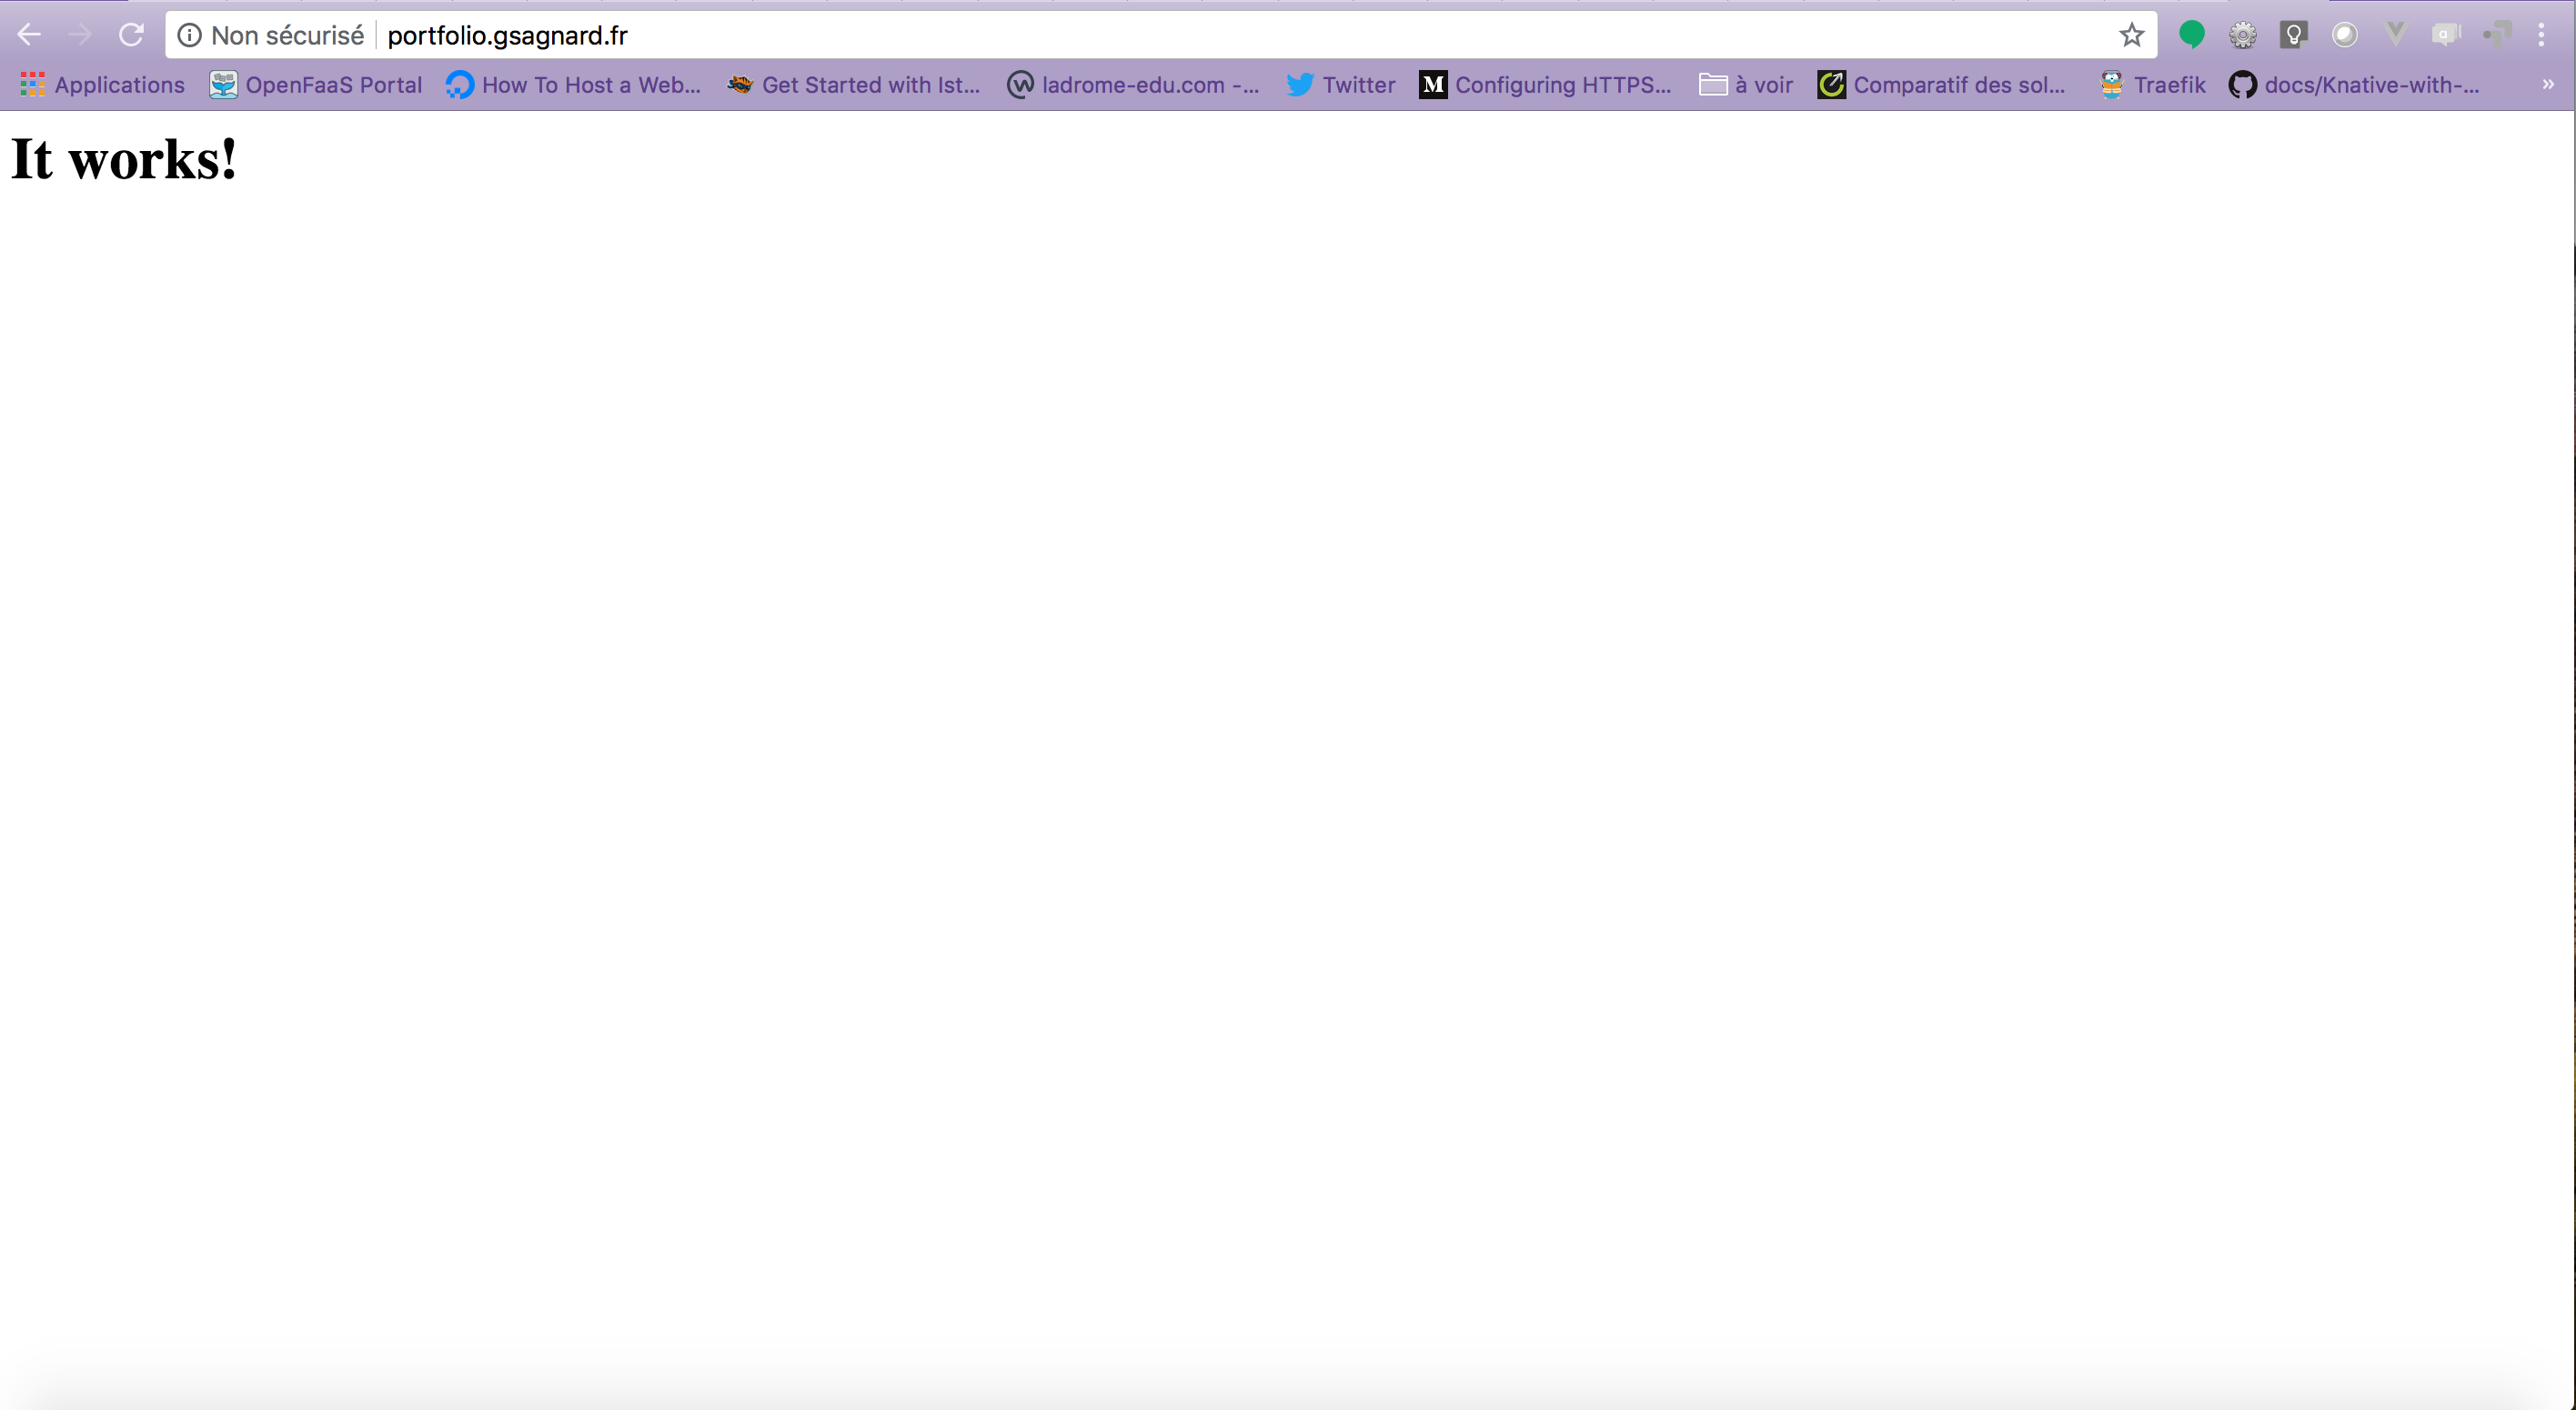 Non sécurisé portfolio.gsagnard.fr
Applications OpenFaaS Portal How To Host a Web... Get Started with Ist... ladrome-edu.com -... Twitter Configuring HTTPS... à voir Comparatif des sol... Traefik docs/Knative-with-... »
It works!